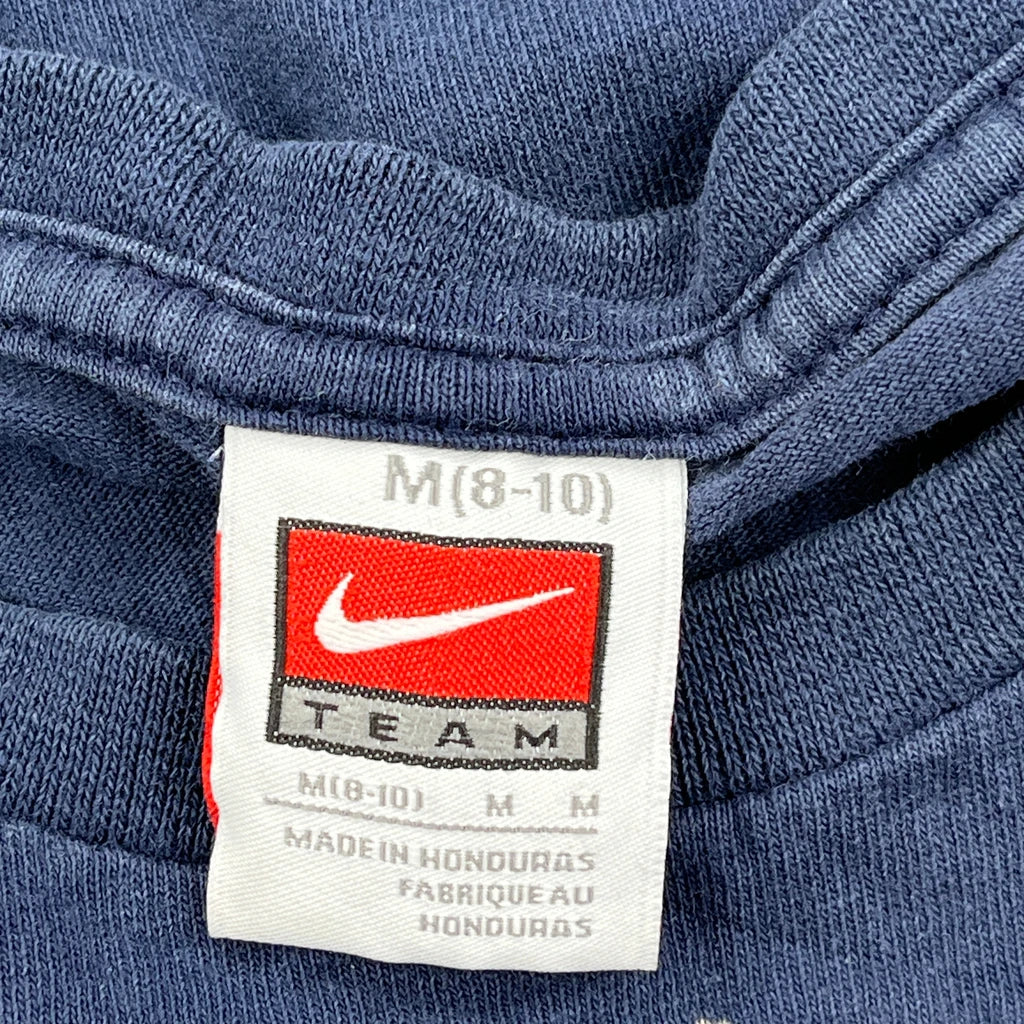 M(8-10)
TEAM
M(8-10) M M
MADE IN HONDURAS
FABRIQUE AU
HONDURAS